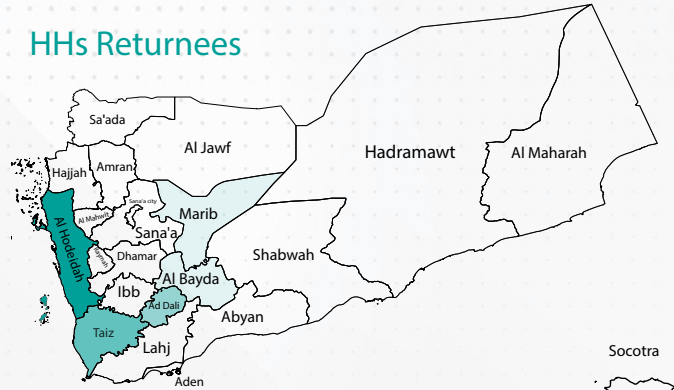 HHs Returnees
Sa'ada
Al Jawf
Hadramawt
Al Maharah
Hajjah
Amran
Sana'a city
Marib
Al Mahwit
Al Hodeidah
Sana'a
Raymah
Dhamar
Shabwah
Al Bayda
Ibb
Ad Dali
Abyan
Taiz
Lahj
Aden
Socotra